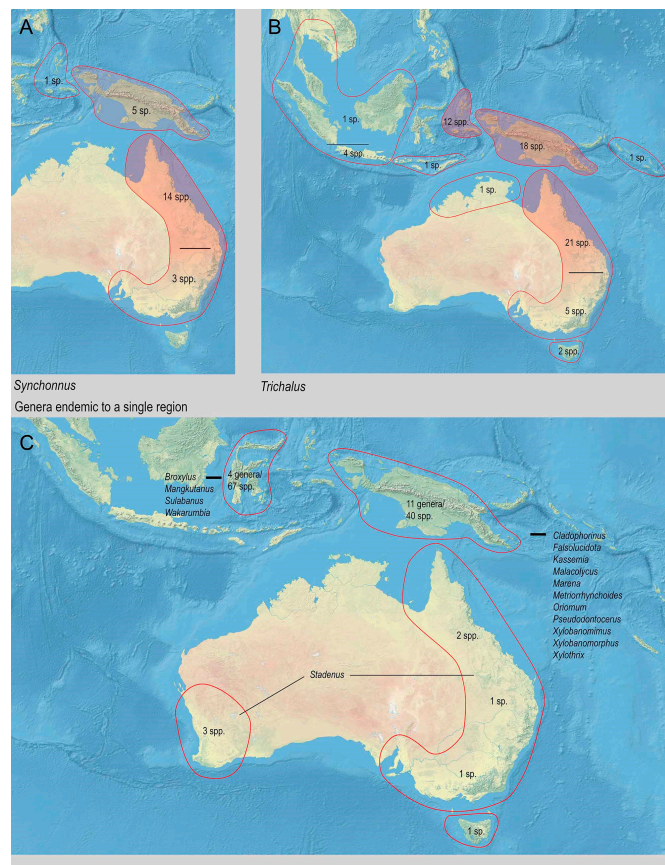 A
1 sp.
5 sp.
14 spp.
3 spp.
Synchonnus
B
1 sp.
4 spp.
12 spp.
18 spp.
1 sp.
1 sp.
1 sp.
21 spp.
5 spp.
2 spp.
Trichalus
Genera endemic to a single region
C
Broxylus
Mangkutanus
Sulabanus
Wakarumbia
4 genera/
67 spp.
11 genera/
40 spp.
Cladophorinus
Falsolucidota
Kassemia
Malacolycus
Marena
Metriorrhynchoides
Oriomum
Pseudodontocerus
Xylobanomimus
Xylobanomorphus
Xylothrix
2 spp.
Stadenus
1 sp.
3 spp.
1 sp.
1 sp.